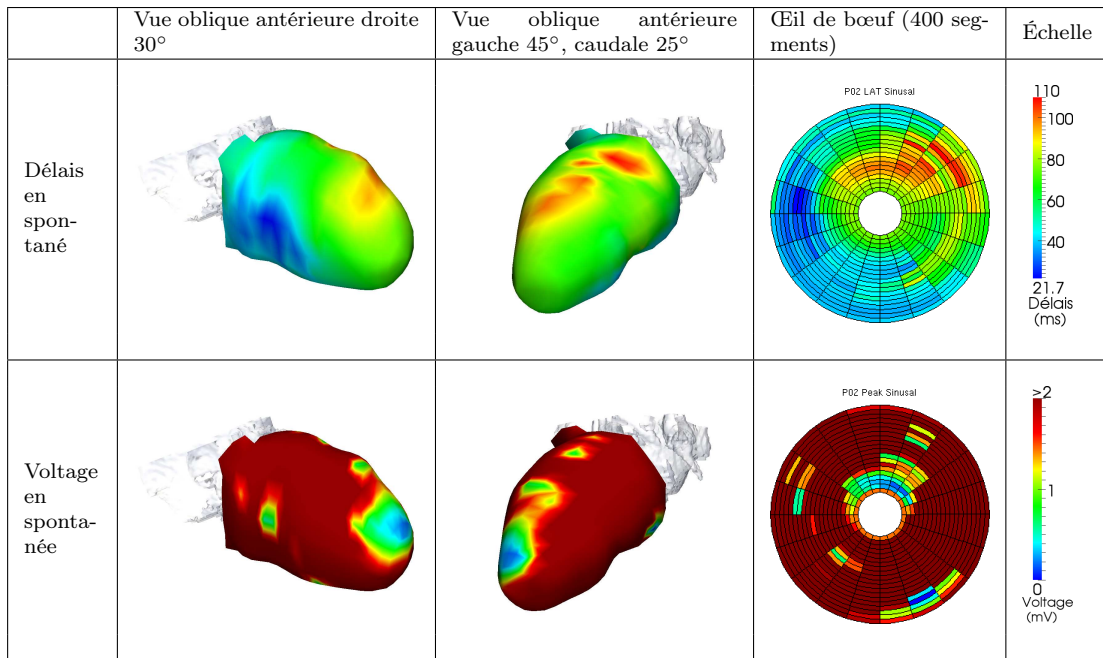 Vue oblique antérieure droite
30°
Vue oblique antérieure
gauche 45°, caudale 25°
Œil de bœuf (400 seg-
ments)
Échelle
Délais
en
spon-
tané
P02 LAT Sinusal
110
100
80
60
40
21.7
Délais
(ms)
Voltage
en
sponta-
née
P02 Peak Sinusal
>2
1
0
Voltage
(mV)